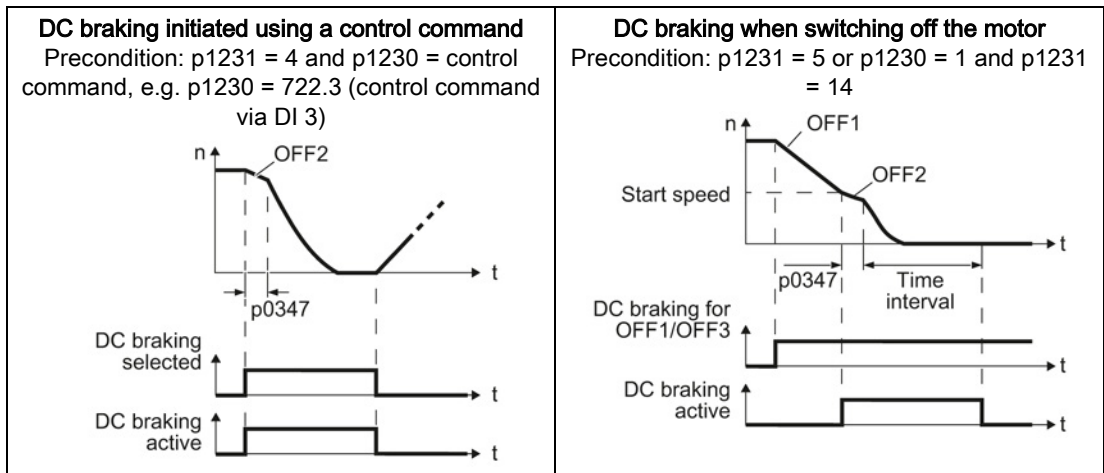 DC braking initiated using a control command
Precondition: p1231 = 4 and p1230 = control
command, e.g. p1230 = 722.3 (control command
via DI 3)
n
OFF2
t
p0347
DC braking
selected
t
DC braking
active
t
DC braking when switching off the motor
Precondition: p1231 = 5 or p1230 = 1 and p1231
= 14
n
OFF1
OFF2
Start speed
t
p0347
Time
interval
DC braking for
OFF1/OFF3
t
DC braking
active
t